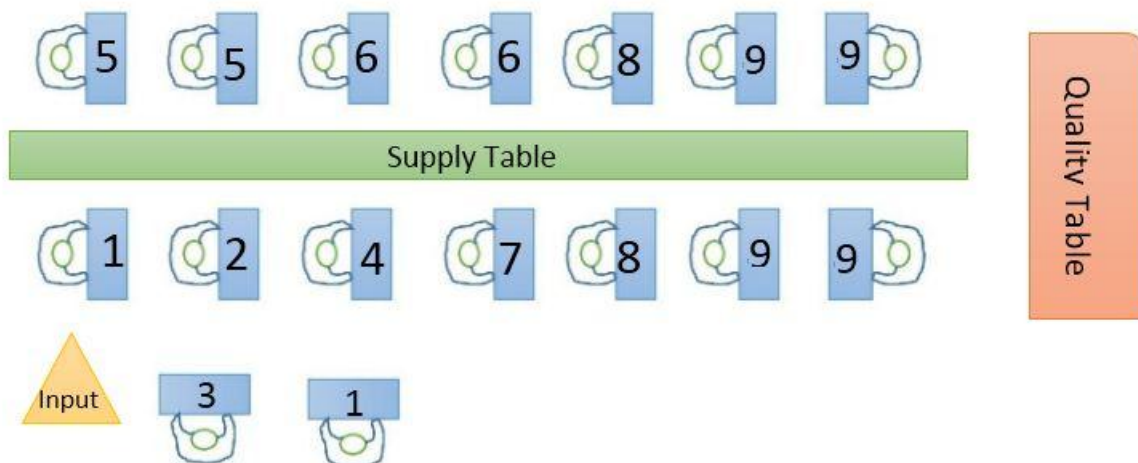 5 5 6 6 8 9 9
Supply Table
1 2 4 7 8 9 9
Quality Table
Input
3
1